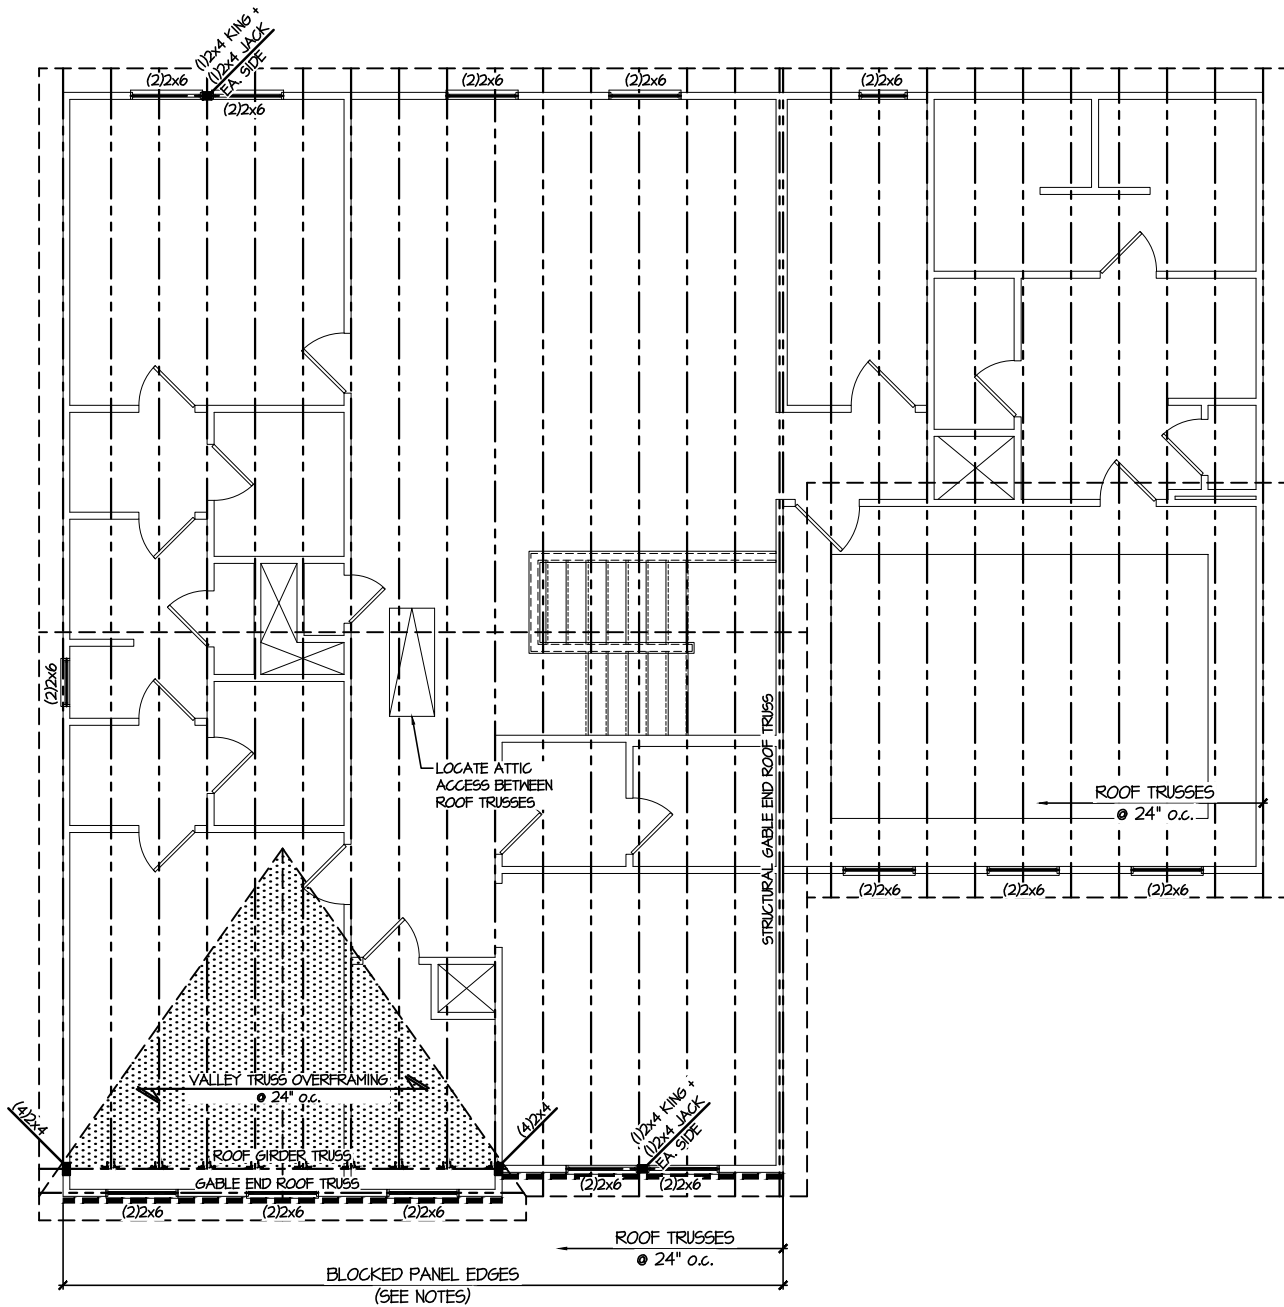 (1)2x4 KING +
(1)2x4 JACK
EA. SIDE
(2)2x6
(2)2x6
(2)2x6
(2)2x6
(2)2x6
(2)2x6
LOCATE ATTIC
ACCESS BETWEEN
ROOF TRUSSES
STRUCTURAL GABLE END ROOF TRUSS
ROOF TRUSSES
@ 24" o.c.
(2)2x6
(2)2x6
(2)2x6
VALLEY TRUSS OVERFRAMING
@ 24" o.c.
(4)2x4
(4)2x4
(1)2x4 KING +
(1)2x4 JACK
EA. SIDE
ROOF GIRDER TRUSS
GABLE END ROOF TRUSS
(2)2x6
(2)2x6
(2)2x6
(2)2x6
(2)2x6
ROOF TRUSSES
@ 24" o.c.
BLOCKED PANEL EDGES
(SEE NOTES)